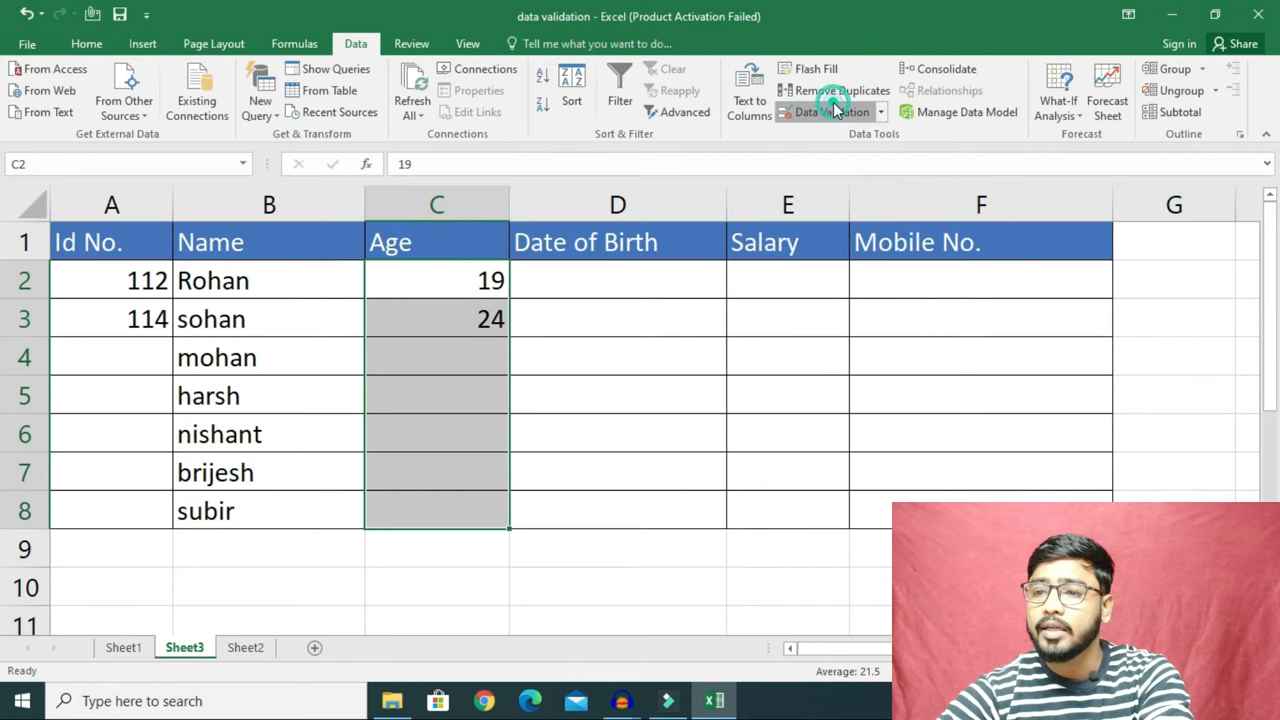 data validation - Excel (Product Activation Failed)
File Home Insert Page Layout Formulas Data Review View Tell me what you want to do... Sign in Share
From Access
From Web
From Text
From Other Sources
Existing Connections
Get External Data
New Query
Show Queries
From Table
Recent Sources
Get & Transform
Refresh All
Connections
Properties
Edit Links
Connections
Sort
Filter
Clear
Reapply
Advanced
Sort & Filter
Text to Columns
Flash Fill
Remove Duplicates
Data Validation
Consolidate
Relationships
Manage Data Model
Data Tools
What-If Analysis
Forecast Sheet
Forecast
Group
Ungroup
Subtotal
Outline
C2 fx 19
A B C D E F G
1 Id No. Name Age Date of Birth Salary Mobile No.
2 112 Rohan 19
3 114 sohan 24
4 mohan
5 harsh
6 nishant
7 brijesh
8 subir
9
10
11
Sheet1 Sheet3 Sheet2
Ready Average: 21.5
Type here to search